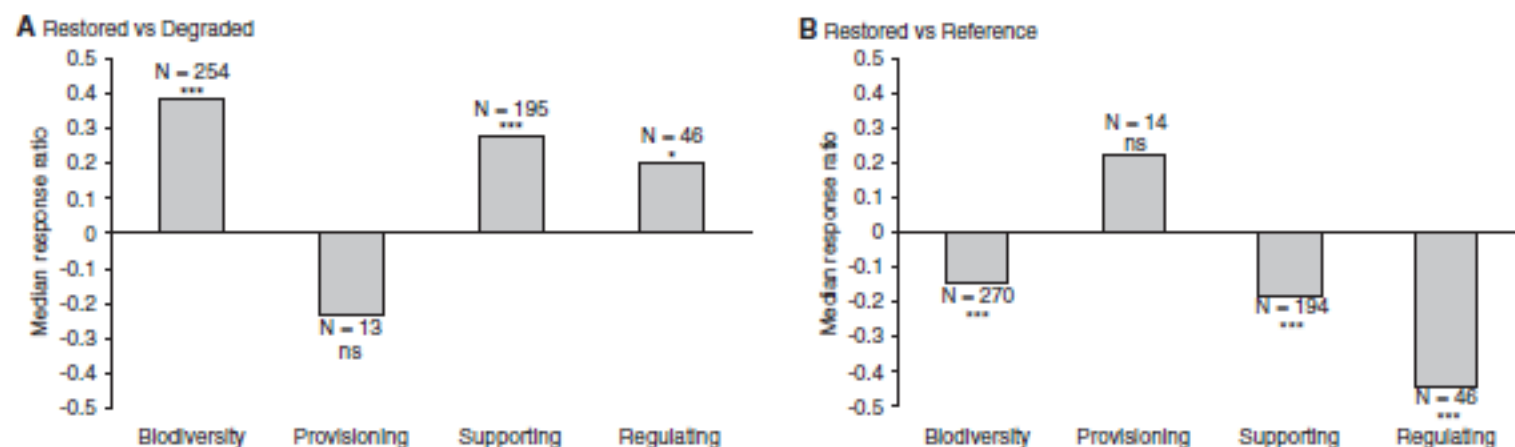 A Restored vs Degraded
0.5
0.4
0.3
0.2
0.1
0
-0.1
-0.2
-0.3
-0.4
-0.5
Median response ratio
N = 254
***
N = 13
ns
N = 195
***
N = 46
*
Biodiversity Provisioning Supporting Regulating
B Restored vs Reference
0.5
0.4
0.3
0.2
0.1
0
-0.1
-0.2
-0.3
-0.4
-0.5
Median response ratio
N = 270
***
N = 14
ns
N = 194
***
N = 46
***
Biodiversity Provisioning Supporting Regulating